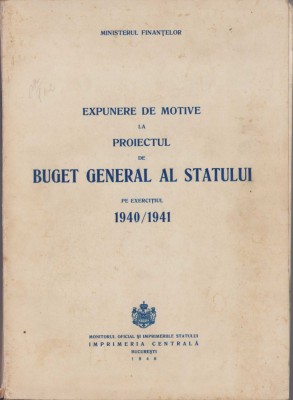 MINISTERUL FINANȚELOR
EXPUNERE DE MOTIVE
LA
PROIECTUL
DE
BUGET GENERAL AL STATULUI
PE EXERCIȚIUL
1940/1941
MONITORUL OFICIAL ȘI IMPRIMERIILE STATULUI
IMPRIMERIA CENTRALĂ
BUCUREȘTI
1940